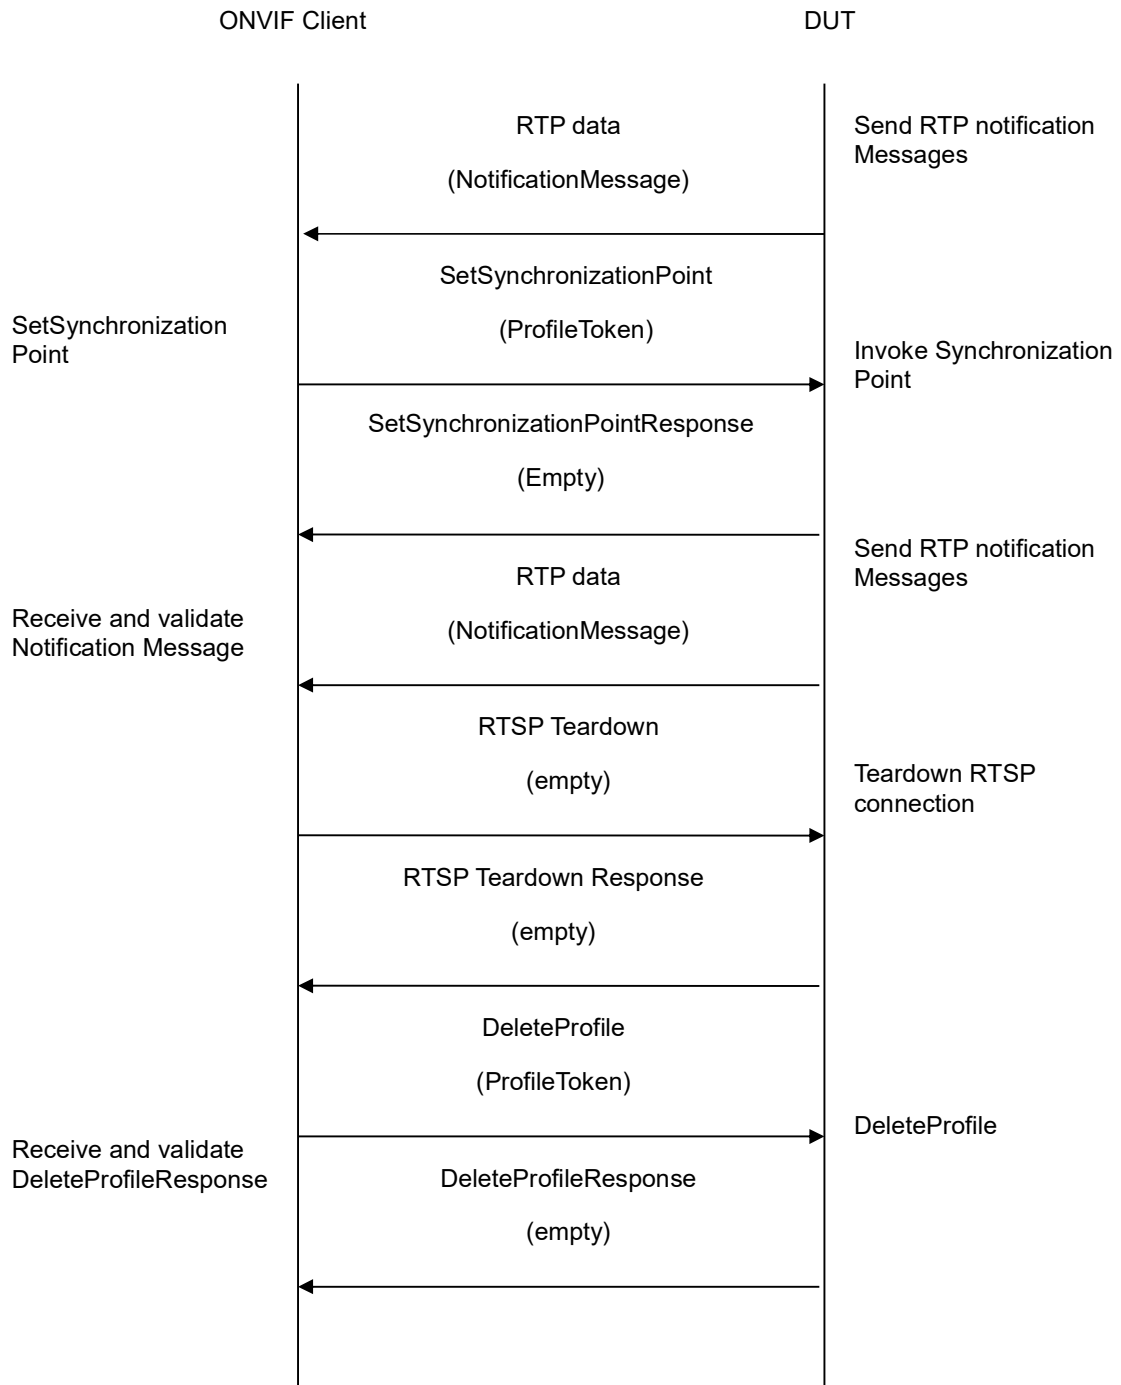 ONVIF Client
DUT
RTP data
(NotificationMessage)
Send RTP notification
Messages
SetSynchronizationPoint
(ProfileToken)
SetSynchronization
Point
Invoke Synchronization
Point
SetSynchronizationPointResponse
(Empty)
Send RTP notification
Messages
RTP data
(NotificationMessage)
Receive and validate
Notification Message
RTSP Teardown
(empty)
Teardown RTSP
connection
RTSP Teardown Response
(empty)
DeleteProfile
(ProfileToken)
DeleteProfile
Receive and validate
DeleteProfileResponse
DeleteProfileResponse
(empty)